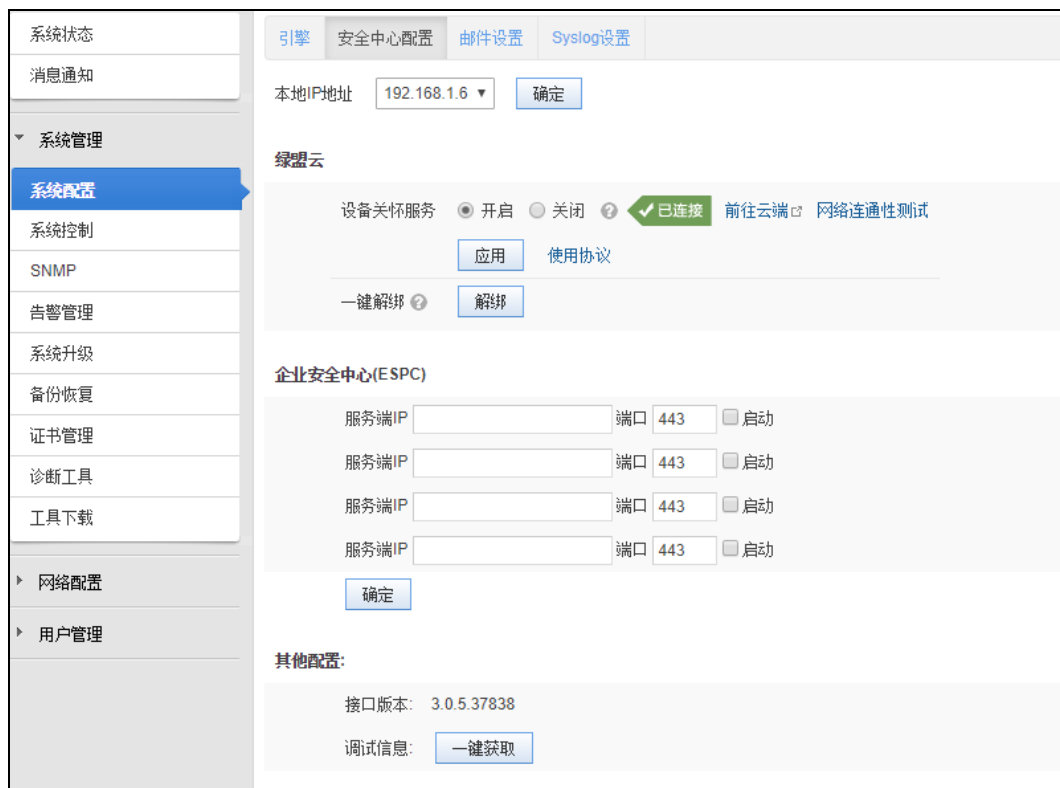 系统状态
消息通知
系统管理
系统配置
系统控制
SNMP
告警管理
系统升级
备份恢复
证书管理
诊断工具
工具下载
网络配置
用户管理
引擎 安全中心配置 邮件设置 Syslog设置
本地IP地址 192.168.1.6 确定
绿盟云
设备关怀服务 开启 关闭 已连接 前往云端 网络连通性测试
应用 使用协议
一键解绑 解绑
企业安全中心(ESPC)
服务端IP 端口 443 启动
服务端IP 端口 443 启动
服务端IP 端口 443 启动
服务端IP 端口 443 启动
确定
其他配置:
接口版本: 3.0.5.37838
调试信息: 一键获取